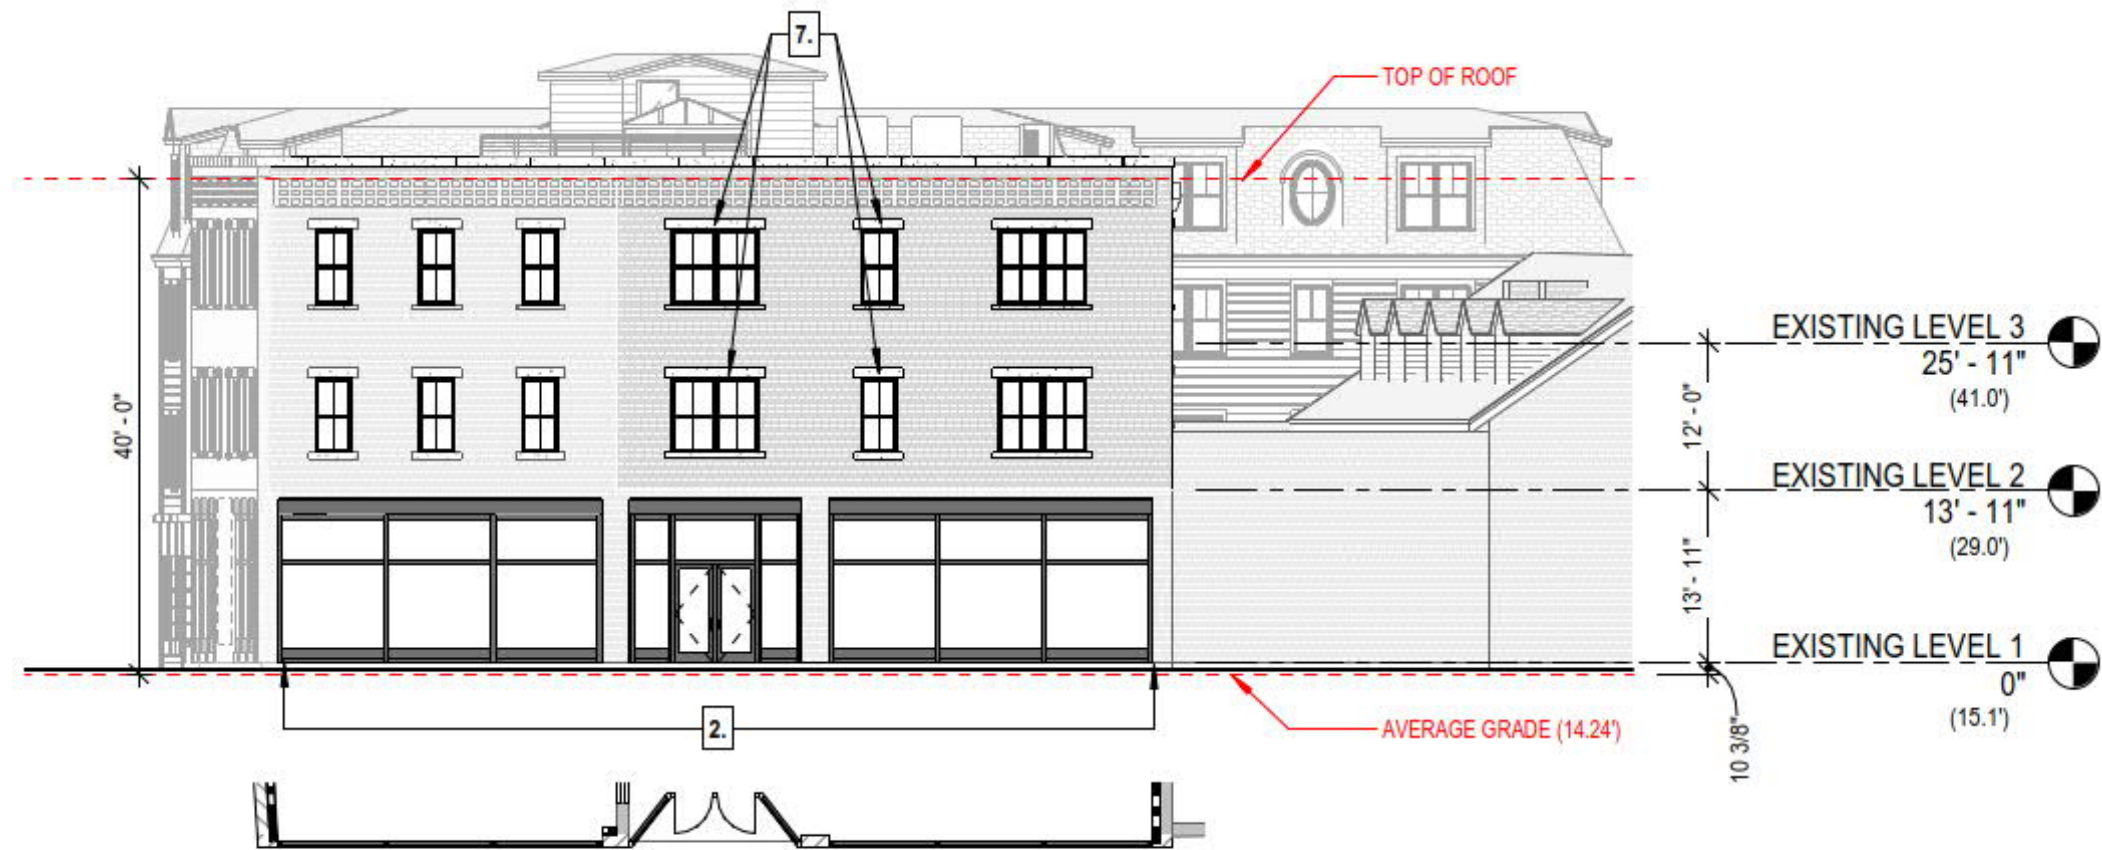 7.
TOP OF ROOF
40' - 0"
EXISTING LEVEL 3
25' - 11"
(41.0')
12' - 0"
EXISTING LEVEL 2
13' - 11"
(29.0')
13' - 11"
EXISTING LEVEL 1
0"
(15.1')
2.
AVERAGE GRADE (14.24')
10 3/8"